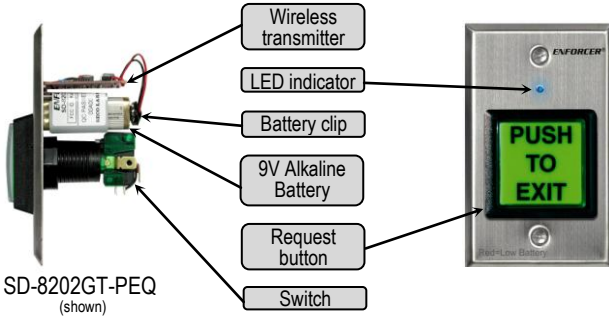 Wireless
transmitter
LED indicator
Battery clip
9V Alkaline
Battery
Request
button
Switch
SD-8202GT-PEQ
(shown)
ENFORCER®
PUSH
TO
EXIT
Red=Low Battery